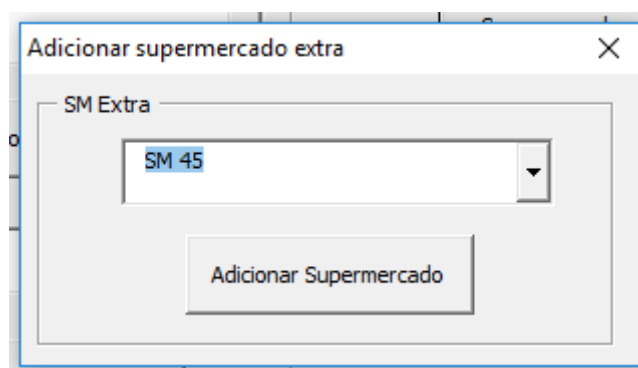 Adicionar supermercado extra
SM Extra
SM 45
Adicionar Supermercado